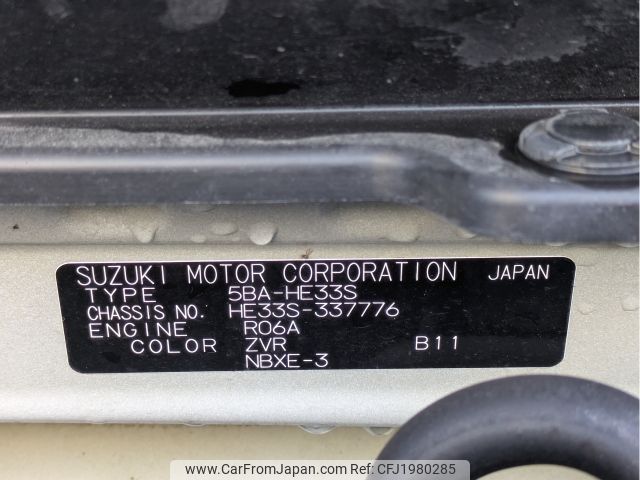 SUZUKI MOTOR CORPORATION JAPAN
TYPE 5BA-HE33S
CHASSIS NO. HE33S-337776
ENGINE R06A
COLOR ZVR B11
NBXE-3
www.CarFromJapan.com - CFJ1980285